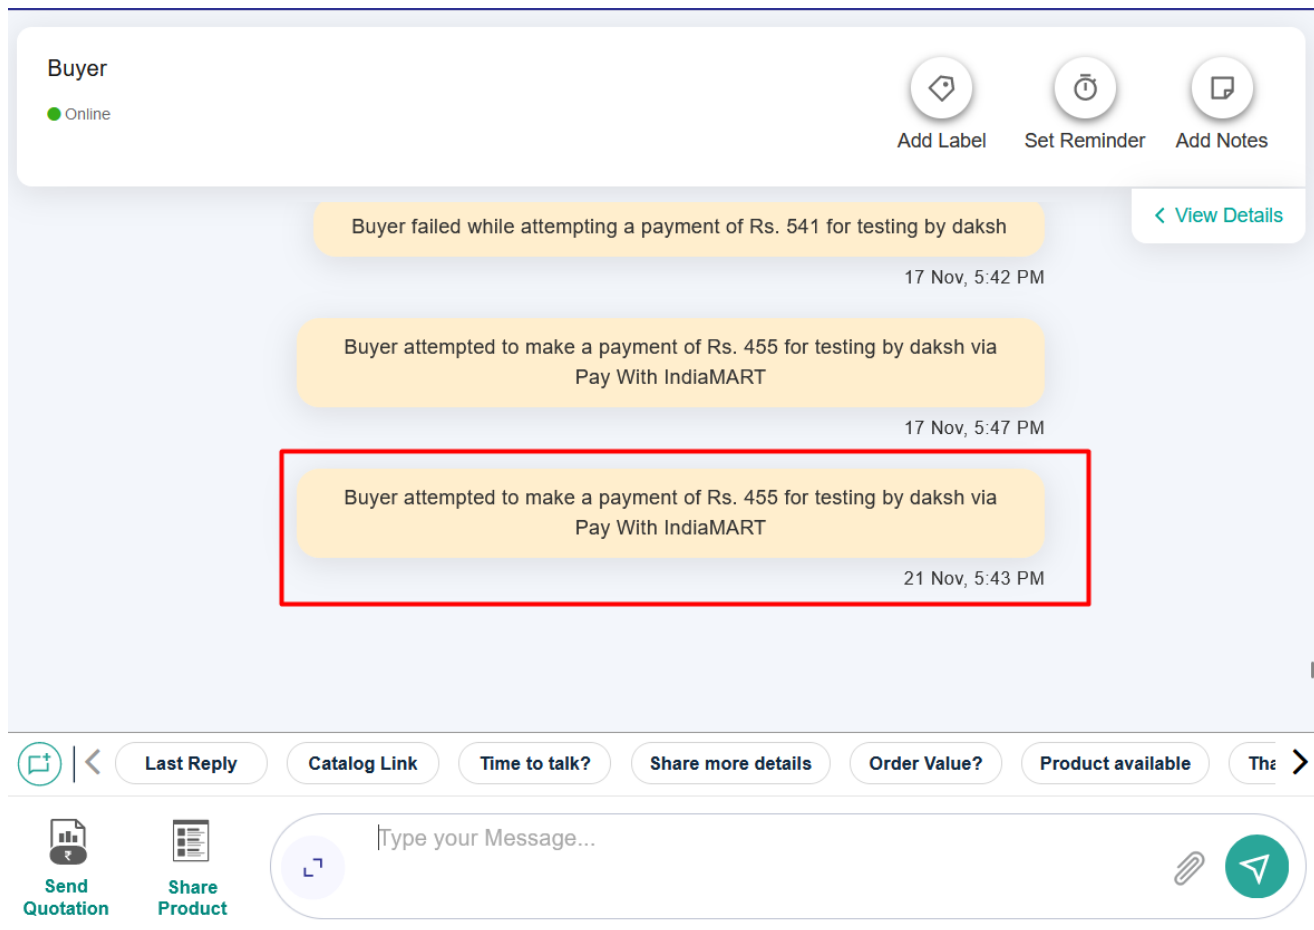 Buyer
Online
Add Label
Set Reminder
Add Notes
View Details
Buyer failed while attempting a payment of Rs. 541 for testing by daksh
17 Nov, 5:42 PM
Buyer attempted to make a payment of Rs. 455 for testing by daksh via
Pay With IndiaMART
17 Nov, 5:47 PM
Buyer attempted to make a payment of Rs. 455 for testing by daksh via
Pay With IndiaMART
21 Nov, 5:43 PM
Last Reply
Catalog Link
Time to talk?
Share more details
Order Value?
Product available
Type your Message...
₹
Send
Quotation
Share
Product